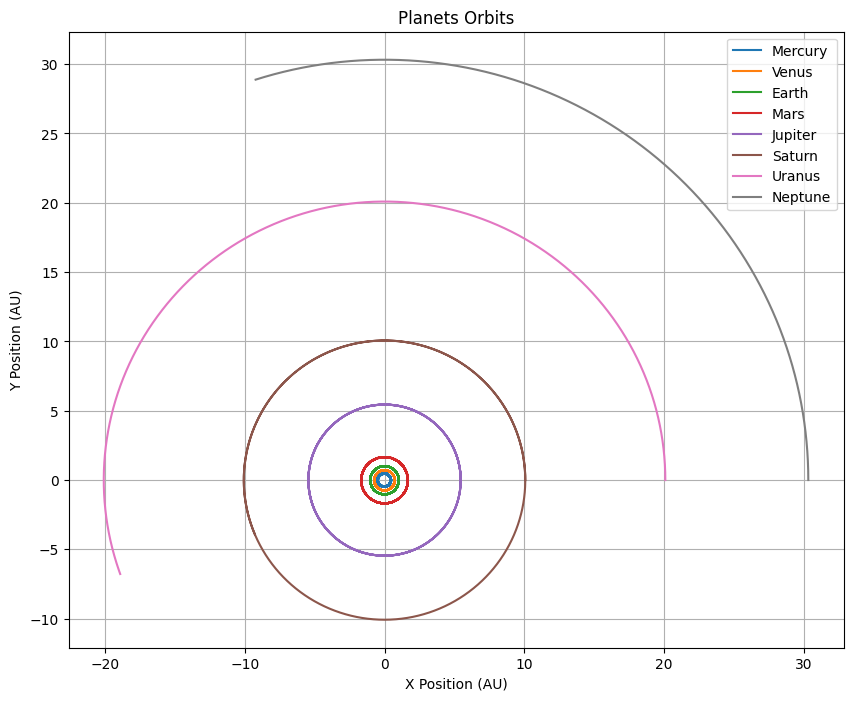 Planets Orbits
Mercury
Venus
Earth
Mars
Jupiter
Saturn
Uranus
Neptune
30
25
20
15
10
5
0
−5
−10
Y Position (AU)
−20
−10
0
10
20
30
X Position (AU)